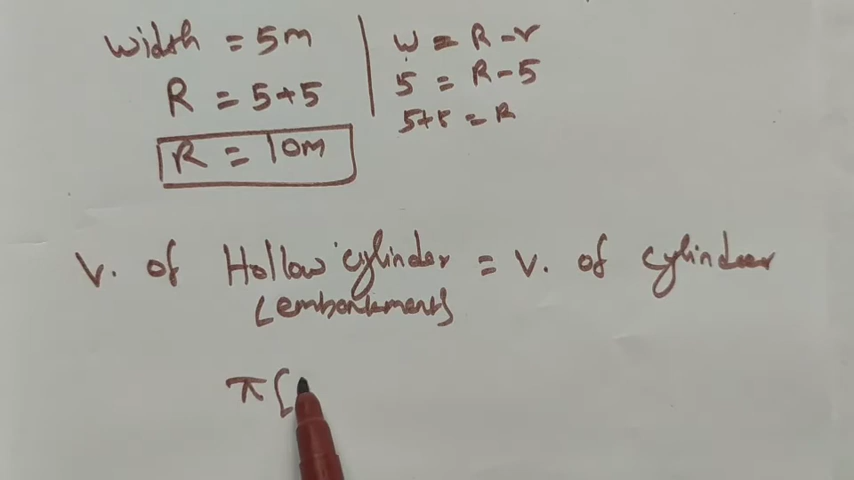 Width = 5m
R = 5+5
R = 10m
w = R-r
5 = R-5
5+5 = R
V. of Hollow cylinder = V. of cylinder
(embankment)
π[